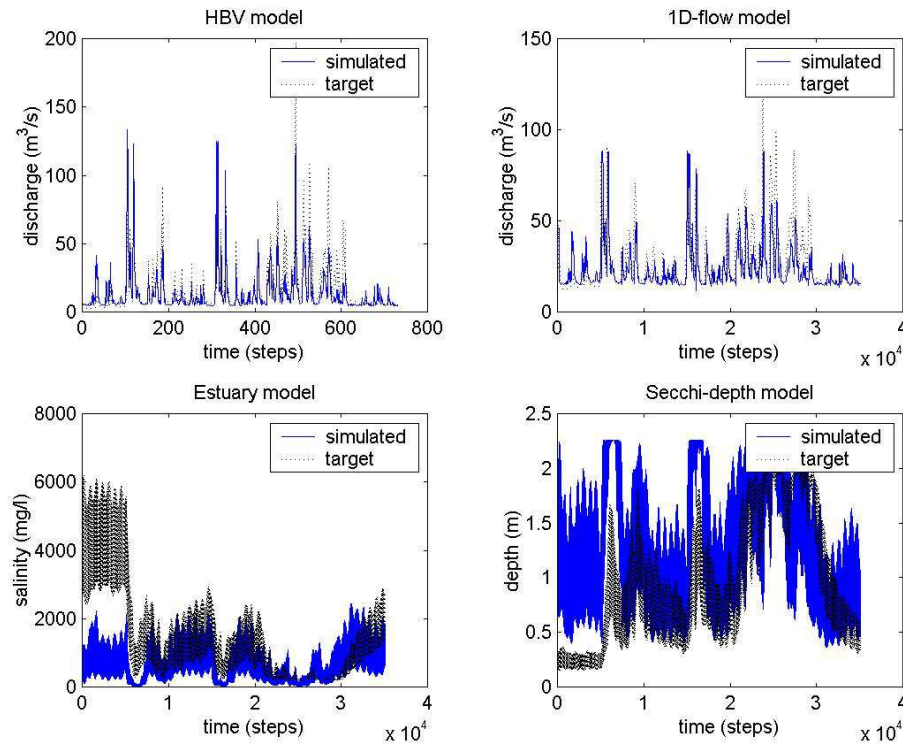 HBV model
200
150
100
50
0
discharge (m³/s)
simulated
target
0 200 400 600 800
time (steps)
1D-flow model
150
100
50
0
discharge (m³/s)
simulated
target
0 1 2 3 4
time (steps)
x 10⁴
Estuary model
8000
6000
4000
2000
0
salinity (mg/l)
simulated
target
0 1 2 3 4
time (steps)
x 10⁴
Secchi-depth model
2.5
2
1.5
1
0.5
0
depth (m)
simulated
target
0 1 2 3 4
time (steps)
x 10⁴